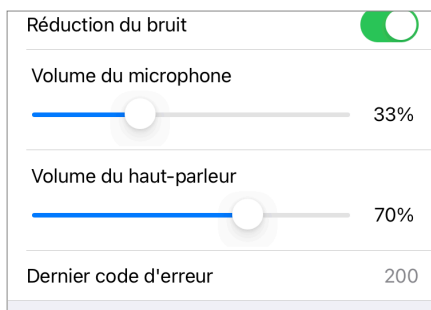 Réduction du bruit
Volume du microphone
33%
Volume du haut-parleur
70%
Dernier code d'erreur 200